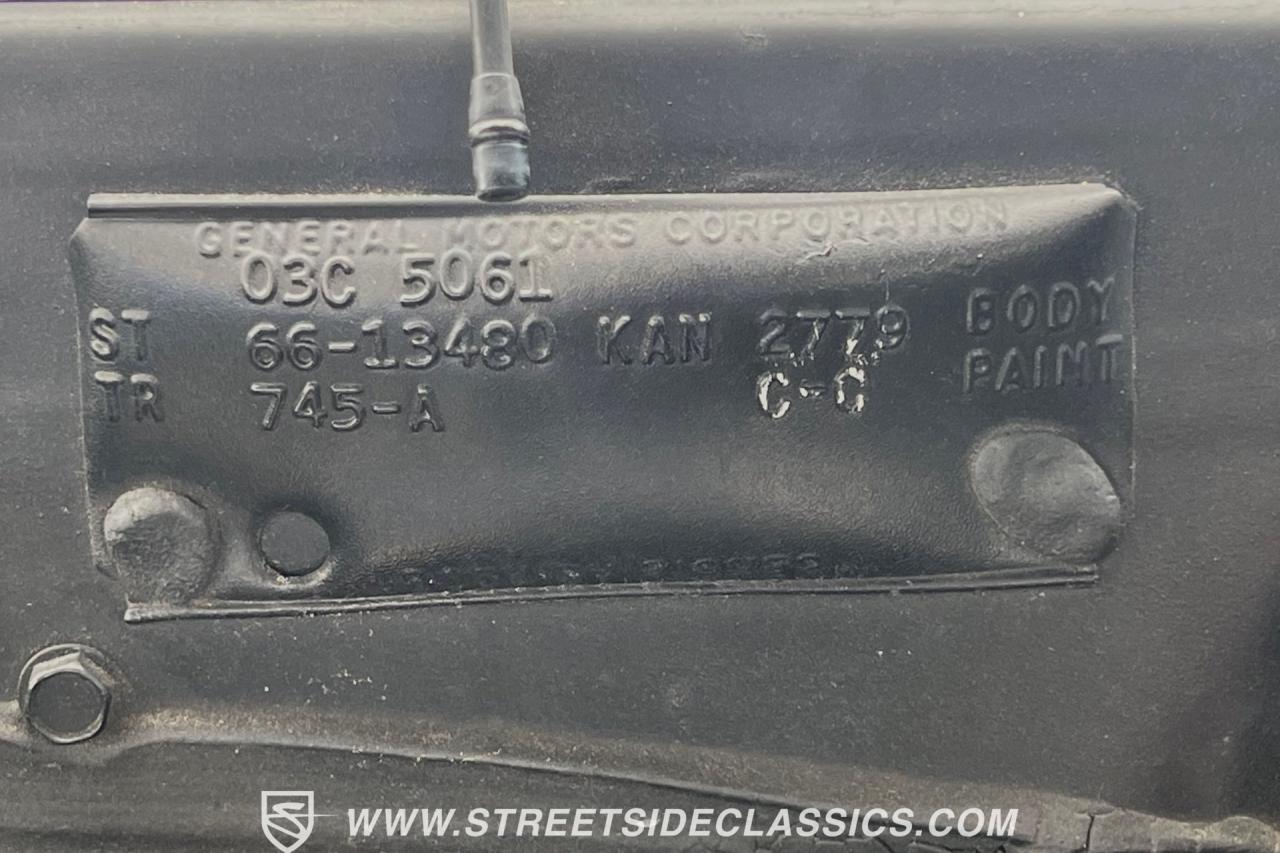 GENERAL MOTORS CORPORATION
03C 5061
ST 66-13480 KAN 2779 BODY
TR 745-A C-C PAINT
WWW.STREETSIDECLASSICS.COM